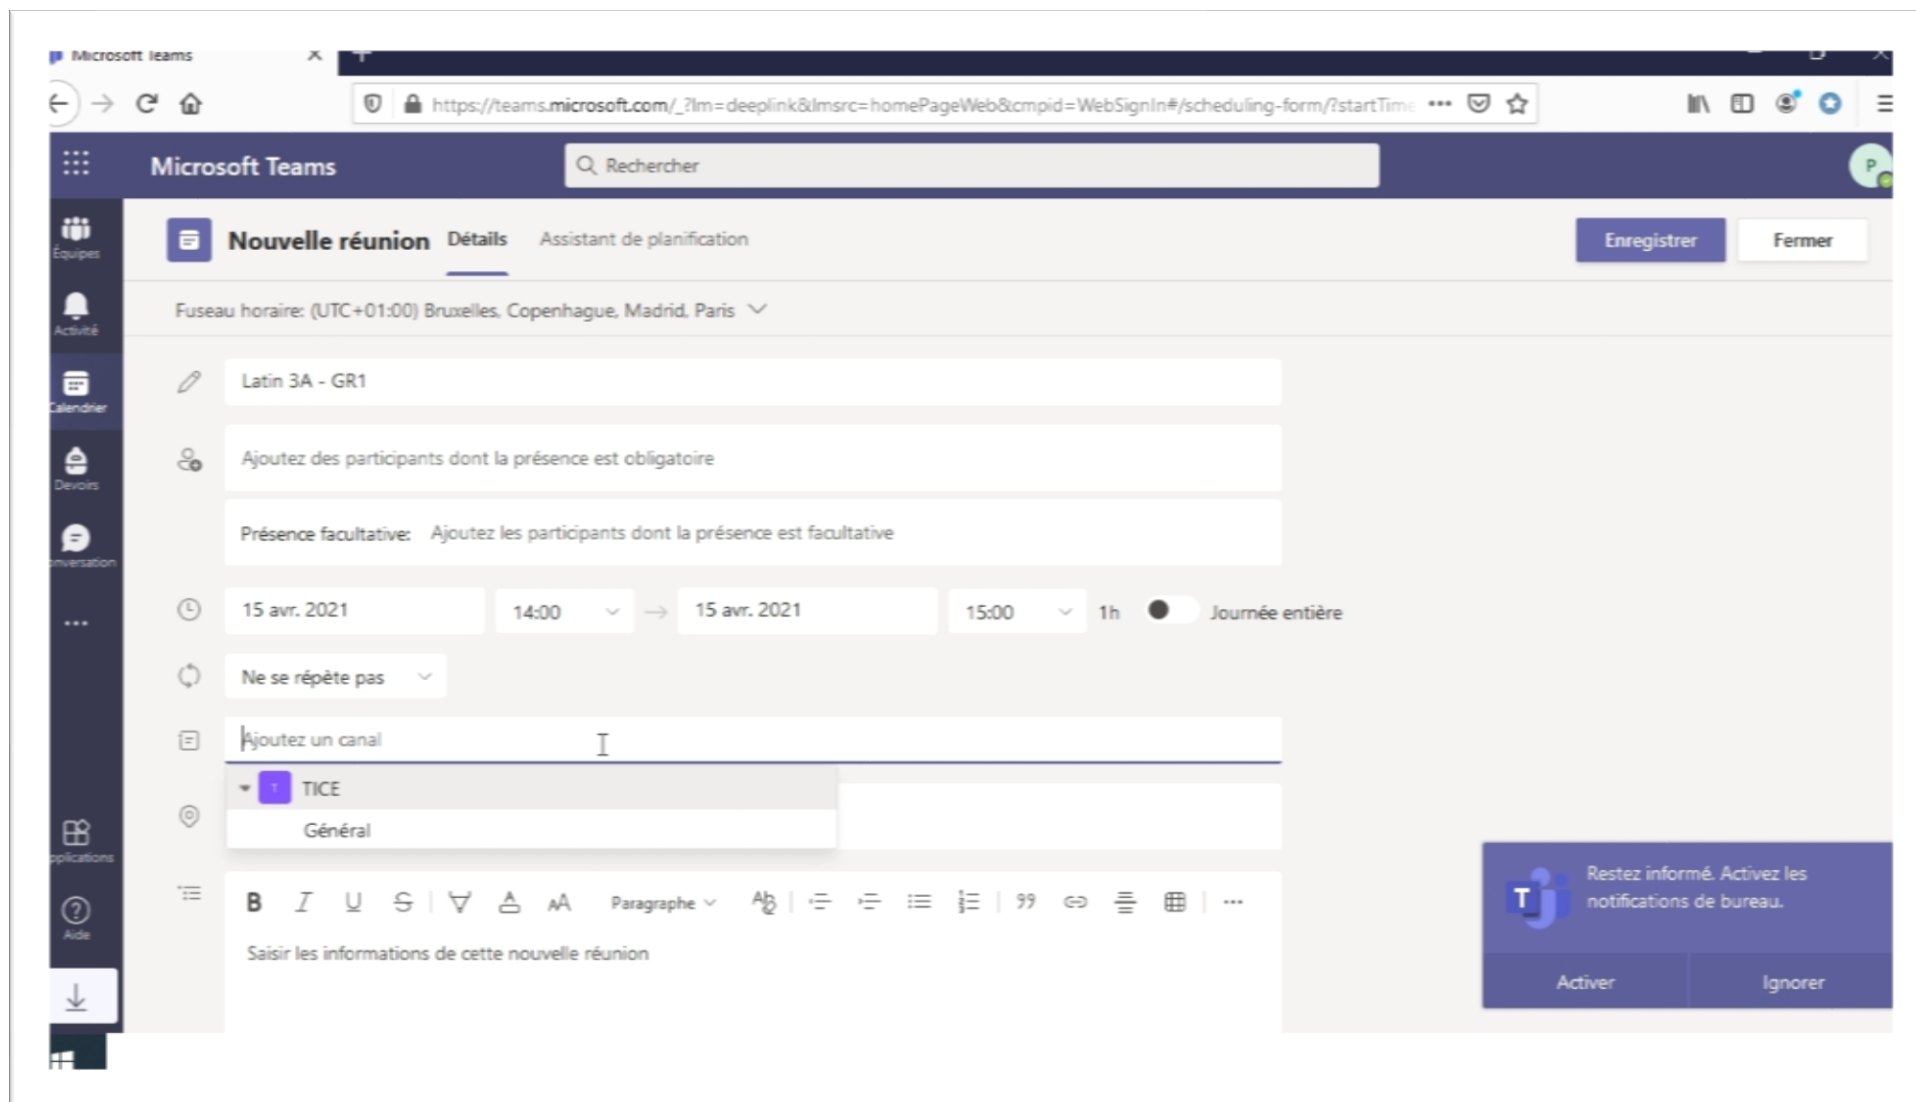 Microsoft Teams
https://teams.microsoft.com/_?lm=deeplink&lmsrc=homePageWeb&cmpid=WebSignIn#/scheduling-form/?startTime
Microsoft Teams
Rechercher
P
Équipes
Nouvelle réunion Détails Assistant de planification
Enregistrer Fermer
Activité
Fuseau horaire: (UTC+01:00) Bruxelles, Copenhague, Madrid, Paris
Calendrier
Latin 3A - GR1
Devoirs
Ajoutez des participants dont la présence est obligatoire
onversation
Présence facultative: Ajoutez les participants dont la présence est facultative
15 avr. 2021 14:00 → 15 avr. 2021 15:00 1h Journée entière
Ne se répète pas
Ajoutez un canal
T TICE
Général
pplications
Aide
B I U S A AA Paragraphe Ab 99
Saisir les informations de cette nouvelle réunion
T
Restez informé. Activez les
notifications de bureau.
Activer Ignorer